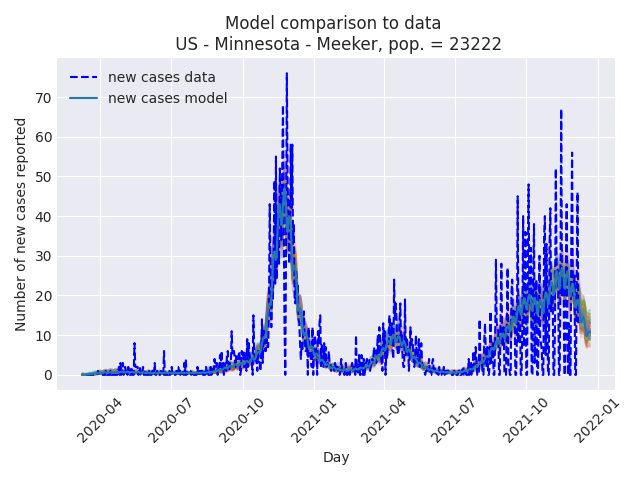 Model comparison to data
US - Minnesota - Meeker, pop. = 23222
new cases data
new cases model
Number of new cases reported
70
60
50
40
30
20
10
0
2020-04
2020-07
2020-10
2021-01
2021-04
2021-07
2021-10
2022-01
Day